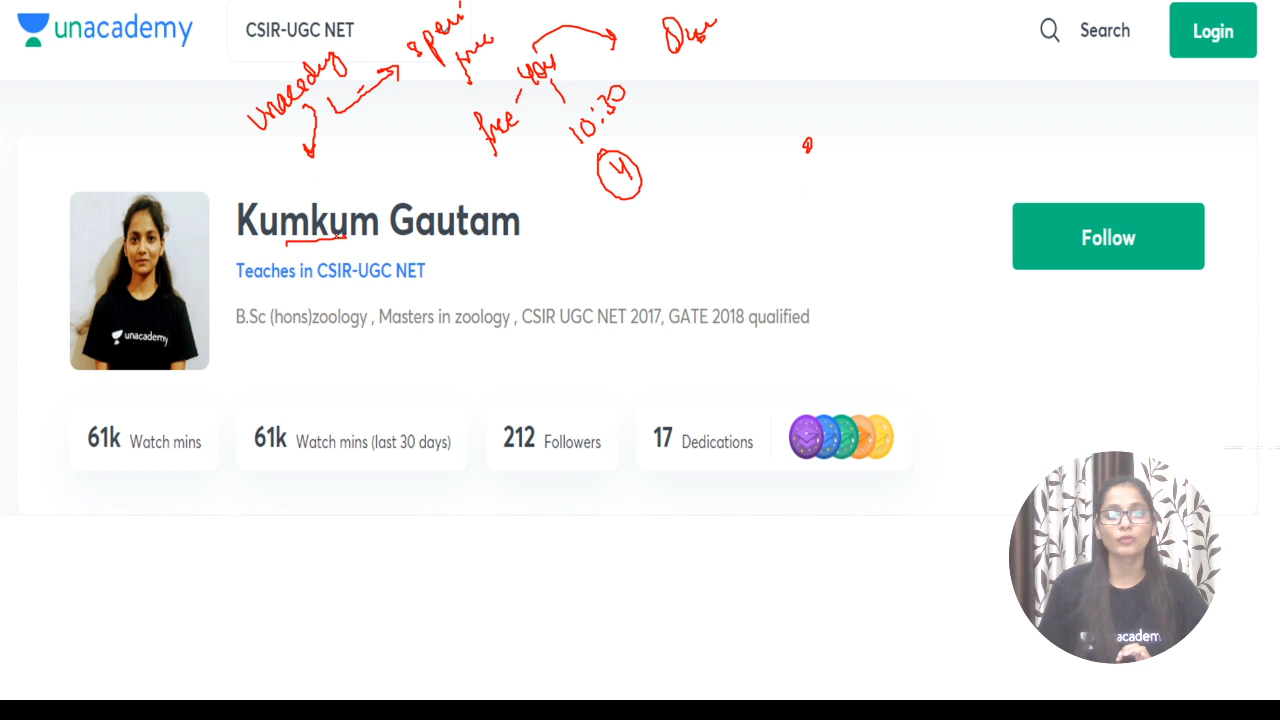 unacademy
CSIR-UGC NET
Search
Login
free
10:30
4
Kumkum Gautam
Follow
Teaches in CSIR-UGC NET
B.Sc (hons)zoology , Masters in zoology , CSIR UGC NET 2017, GATE 2018 qualified
unacademy
61k Watch mins
61k Watch mins (last 30 days)
212 Followers
17 Dedications
academy